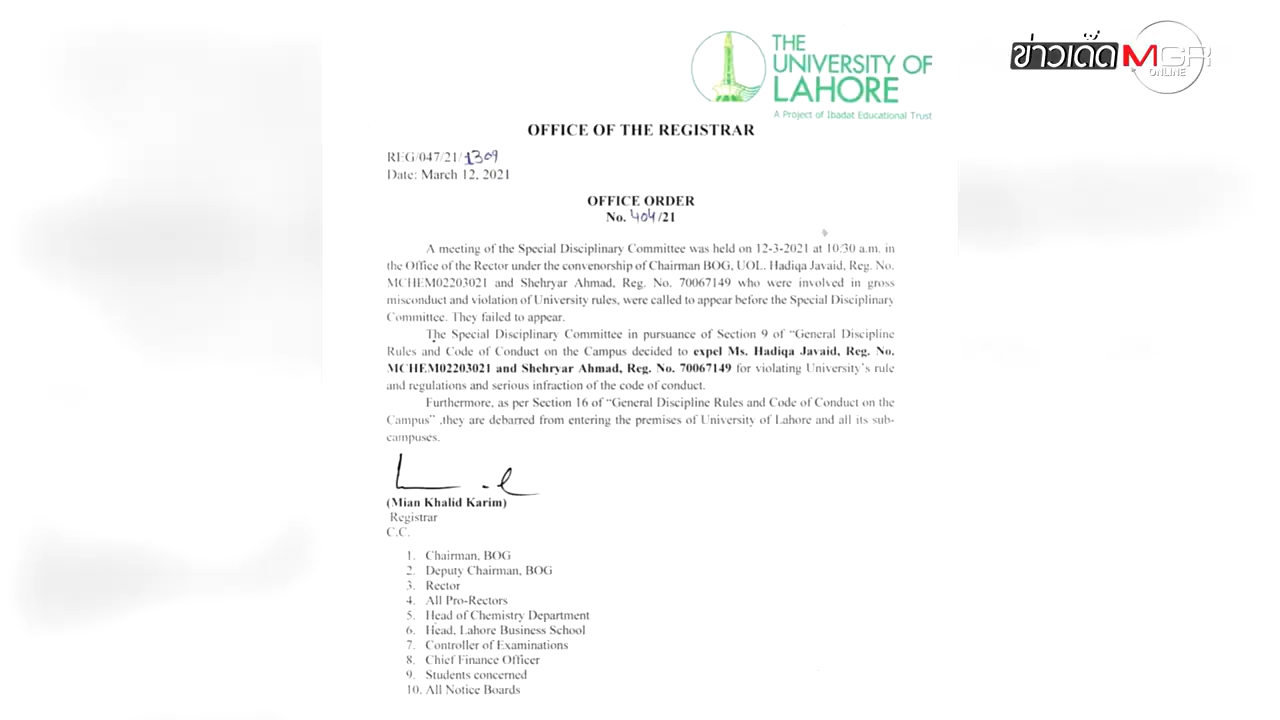 ข่าวเด็ด MGR ONLINE
THE UNIVERSITY OF LAHORE
A Project of Ibadat Educational Trust
OFFICE OF THE REGISTRAR
REG/047/21/1309
Date: March 12, 2021
OFFICE ORDER
No. 404/21
A meeting of the Special Disciplinary Committee was held on 12-3-2021 at 10:30 a.m. in
the Office of the Rector under the convenorship of Chairman BOG, UOL. Hadiqa Javaid, Reg. No.
MCHEM02203021 and Shehryar Ahmad, Reg. No. 70067149 who were involved in gross
misconduct and violation of University rules, were called to appear before the Special Disciplinary
Committee. They failed to appear.
The Special Disciplinary Committee in pursuance of Section 9 of “General Discipline
Rules and Code of Conduct on the Campus decided to expel Ms. Hadiqa Javaid, Reg. No.
MCHEM02203021 and Shehryar Ahmad, Reg. No. 70067149 for violating University’s rule
and regulations and serious infraction of the code of conduct.
Furthermore, as per Section 16 of “General Discipline Rules and Code of Conduct on the
Campus” ,they are debarred from entering the premises of University of Lahore and all its sub-
campuses.
(Mian Khalid Karim)
Registrar
C.C.
1. Chairman, BOG
2. Deputy Chairman, BOG
3. Rector
4. All Pro-Rectors
5. Head of Chemistry Department
6. Head, Lahore Business School
7. Controller of Examinations
8. Chief Finance Officer
9. Students concerned
10. All Notice Boards